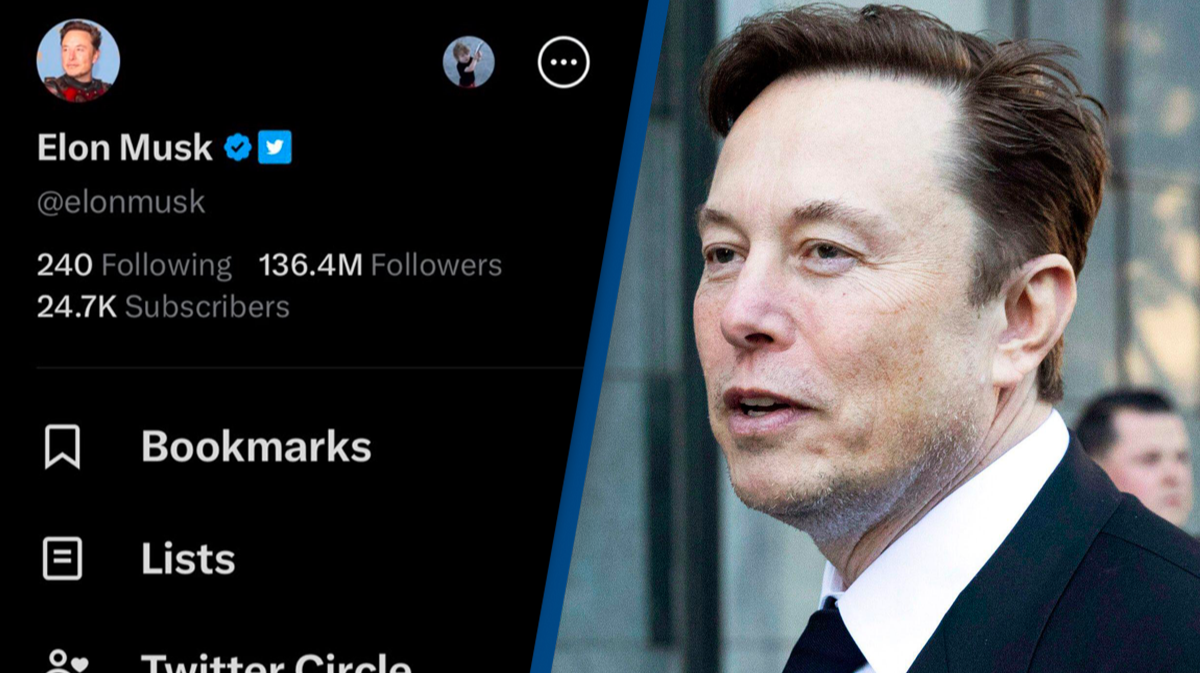 Elon Musk
@elonmusk
240 Following 136.4M Followers
24.7K Subscribers
Bookmarks
Lists
Twitter Circle